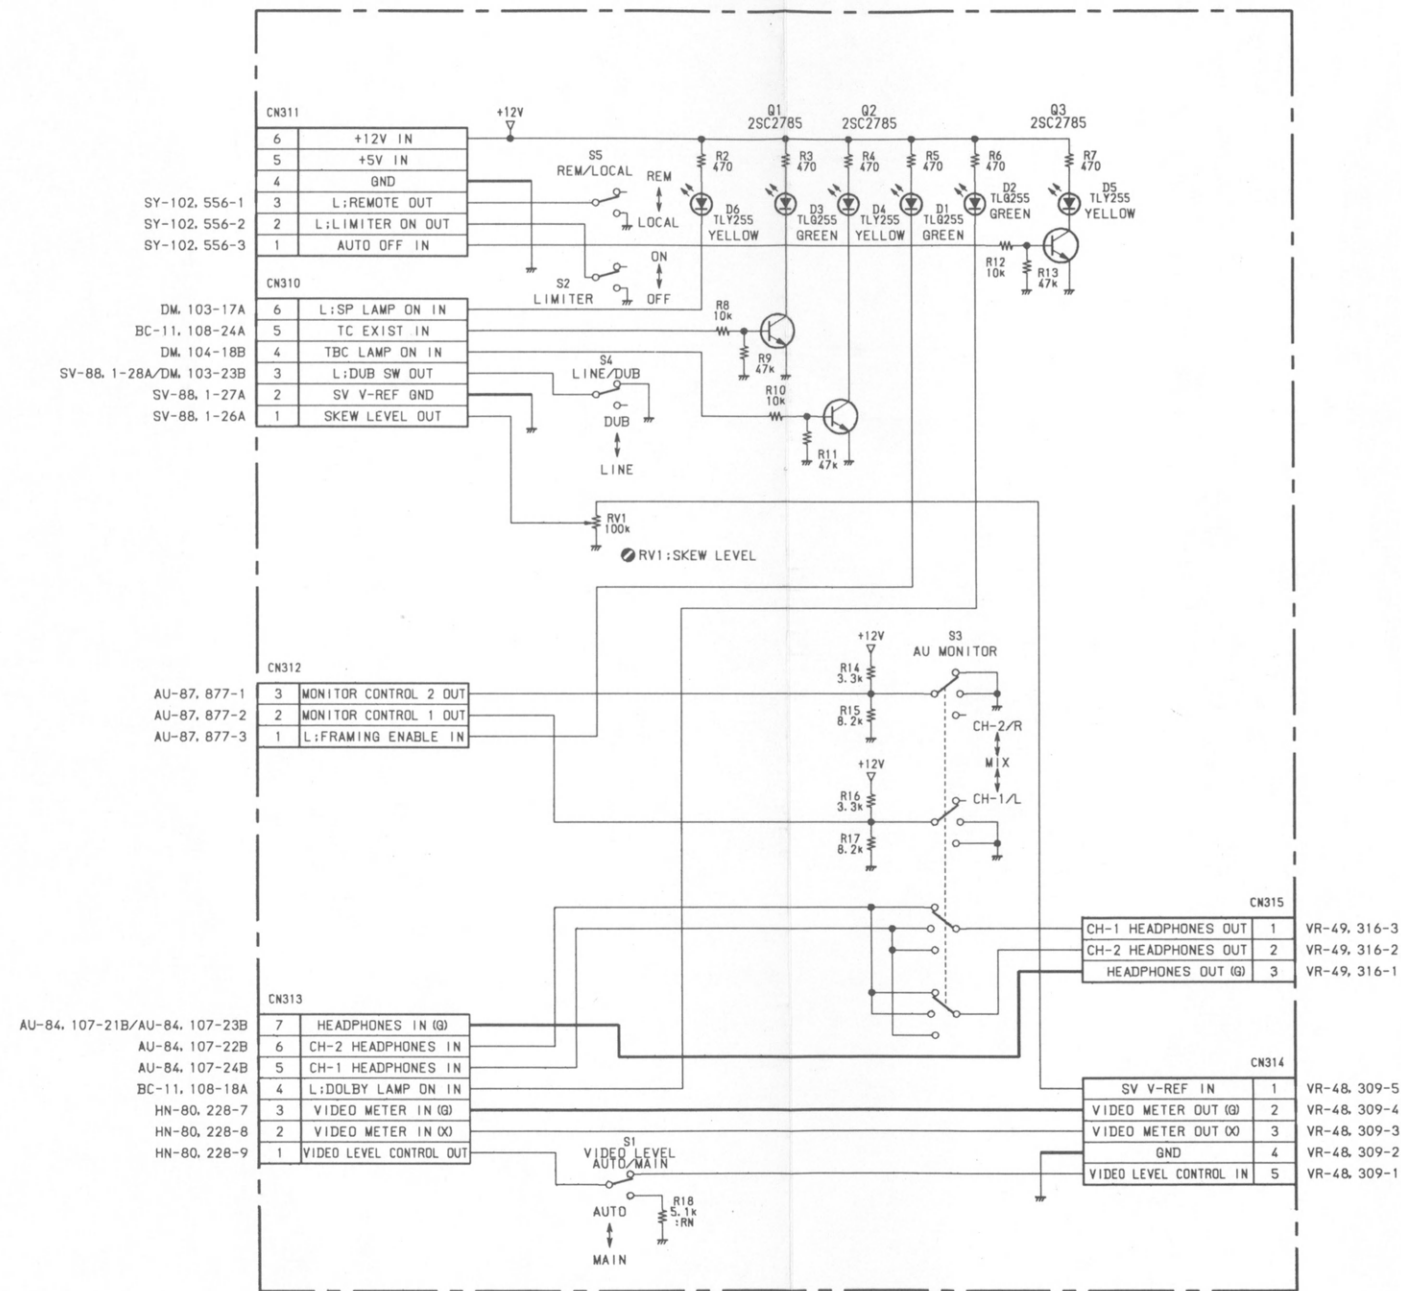 CN311
6 +12V IN
5 +5V IN
4 GND
SY-102. 556-1 3 L:REMOTE OUT
SY-102. 556-2 2 L:LIMITER ON OUT
SY-102. 556-3 1 AUTO OFF IN
+12V
S5
REM/LOCAL
REM
LOCAL
S2
LIMITER
ON
OFF
Q1
2SC2785
Q2
2SC2785
Q3
2SC2785
R2
470
R3
470
R4
470
R5
470
R6
470
R7
470
D6
TLY255
YELLOW
D3
TLG255
GREEN
D4
TLY255
YELLOW
D1
TLG255
GREEN
D2
TLG255
GREEN
D5
TLY255
YELLOW
R12
10k
R13
47k
CN310
DM. 103-17A 6 L:SP LAMP ON IN
BC-11. 108-24A 5 TC EXIST IN
DM. 104-18B 4 TBC LAMP ON IN
SV-88. 1-28A/DM. 103-23B 3 L:DUB SW OUT
SV-88. 1-27A 2 SV V-REF GND
SV-88. 1-26A 1 SKEW LEVEL OUT
R8
10k
R9
47k
S4
LINE/DUB
DUB
LINE
R10
10k
R11
47k
RV1
100k
RV1:SKEW LEVEL
CN312
AU-87. 877-1 3 MONITOR CONTROL 2 OUT
AU-87. 877-2 2 MONITOR CONTROL 1 OUT
AU-87. 877-3 1 L:FRAMING ENABLE IN
+12V
R14
3.3k
R15
8.2k
S3
AU MONITOR
CH-2/R
MIX
CH-1/L
+12V
R16
3.3k
R17
8.2k
CN315
CH-1 HEADPHONES OUT 1 VR-49. 316-3
CH-2 HEADPHONES OUT 2 VR-49. 316-2
HEADPHONES OUT (G) 3 VR-49. 316-1
CN313
AU-84. 107-21B/AU-84. 107-23B 7 HEADPHONES IN (G)
AU-84. 107-22B 6 CH-2 HEADPHONES IN
AU-84. 107-24B 5 CH-1 HEADPHONES IN
BC-11. 108-18A 4 L:DOLBY LAMP ON IN
HN-80. 228-7 3 VIDEO METER IN (G)
HN-80. 228-8 2 VIDEO METER IN (X)
HN-80. 228-9 1 VIDEO LEVEL CONTROL OUT
CN314
SV V-REF IN 1 VR-48. 309-5
VIDEO METER OUT (G) 2 VR-48. 309-4
VIDEO METER OUT (X) 3 VR-48. 309-3
GND 4 VR-48. 309-2
VIDEO LEVEL CONTROL IN 5 VR-48. 309-1
S1
VIDEO LEVEL
AUTO/MAIN
AUTO
MAIN
R18
5.1k
:RN